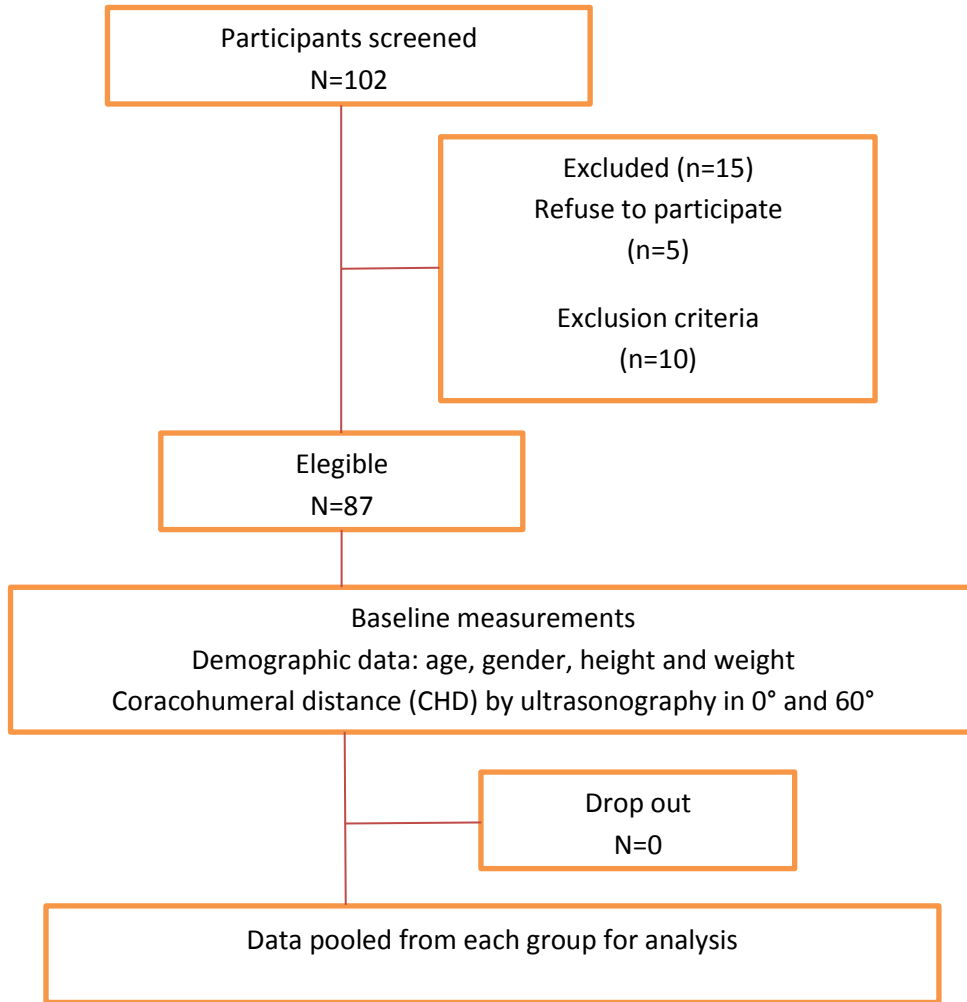 Participants screened
N=102
Excluded (n=15)
Refuse to participate
(n=5)
Exclusion criteria
(n=10)
Elegible
N=87
Baseline measurements
Demographic data: age, gender, height and weight
Coracohumeral distance (CHD) by ultrasonography in 0° and 60°
Drop out
N=0
Data pooled from each group for analysis